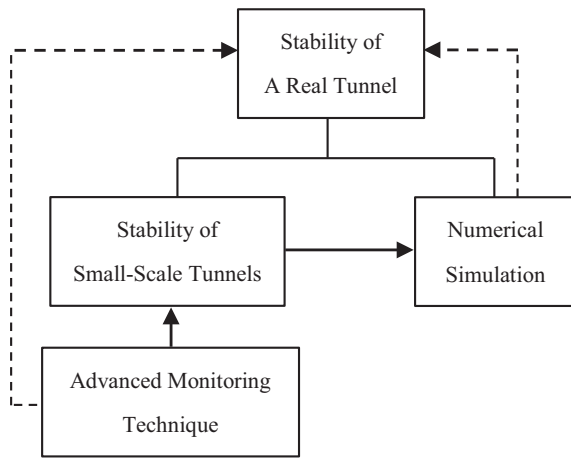 Stability of
A Real Tunnel
Stability of
Small-Scale Tunnels
Numerical
Simulation
Advanced Monitoring
Technique